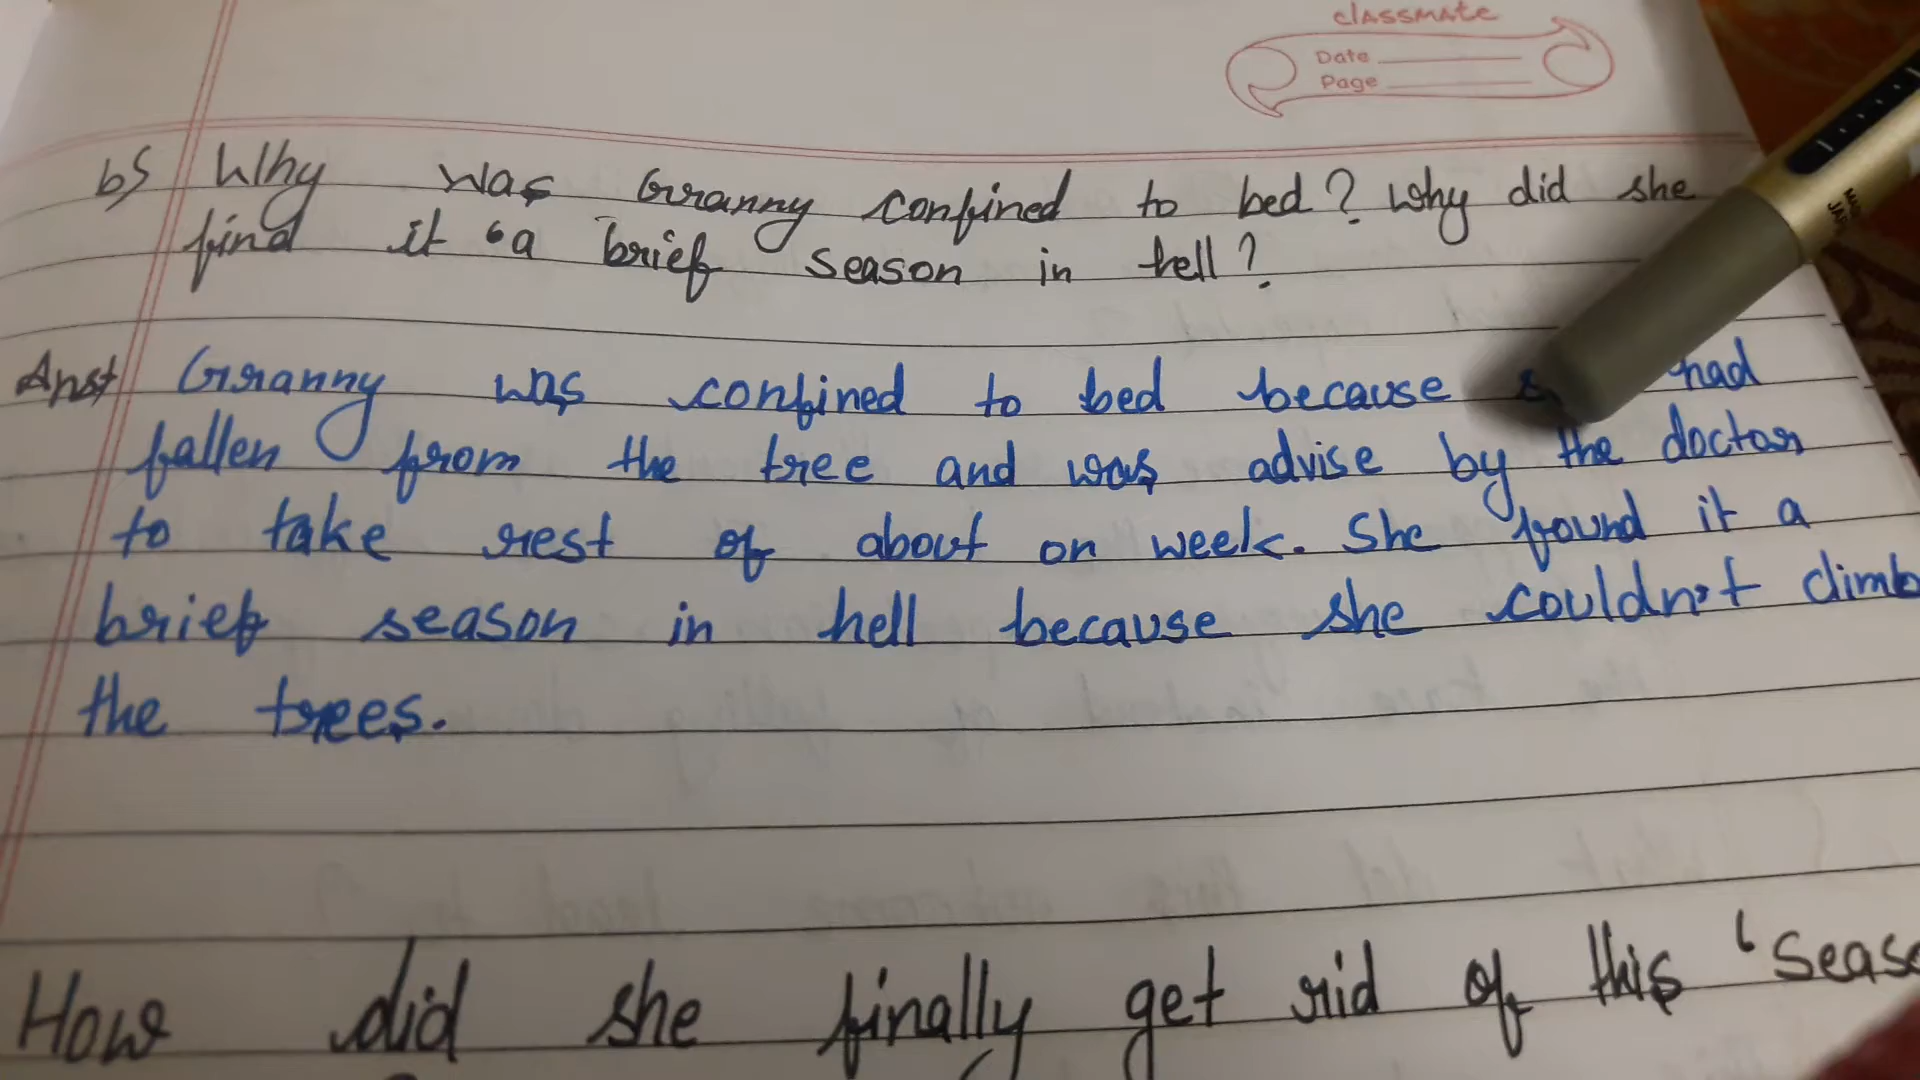 classmate
Date
Page
b) Why was Granny confined to bed? Why did she
find it 'a brief season in hell?
Ans Granny was confined to bed because had
fallen from the tree and was advise by the doctor
to take rest of about on week. She found it a
brief season in hell because she couldn't climb
the trees.
How did she finally get rid of this '